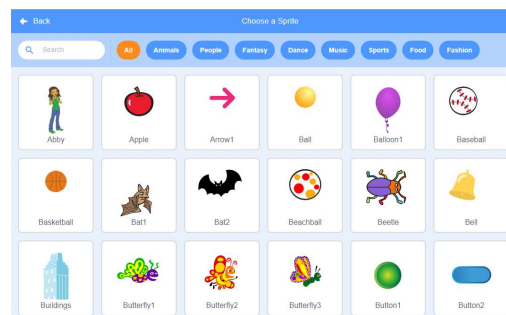 Back Choose a Sprite
Search All Animals People Fantasy Dance Music Sports Food Fashion
Abby Apple Arrow1 Ball Balloon1 Baseball
Basketball Bat1 Bat2 Beachball Beetle Bell
Buildings Butterfly1 Butterfly2 Butterfly3 Button1 Button2